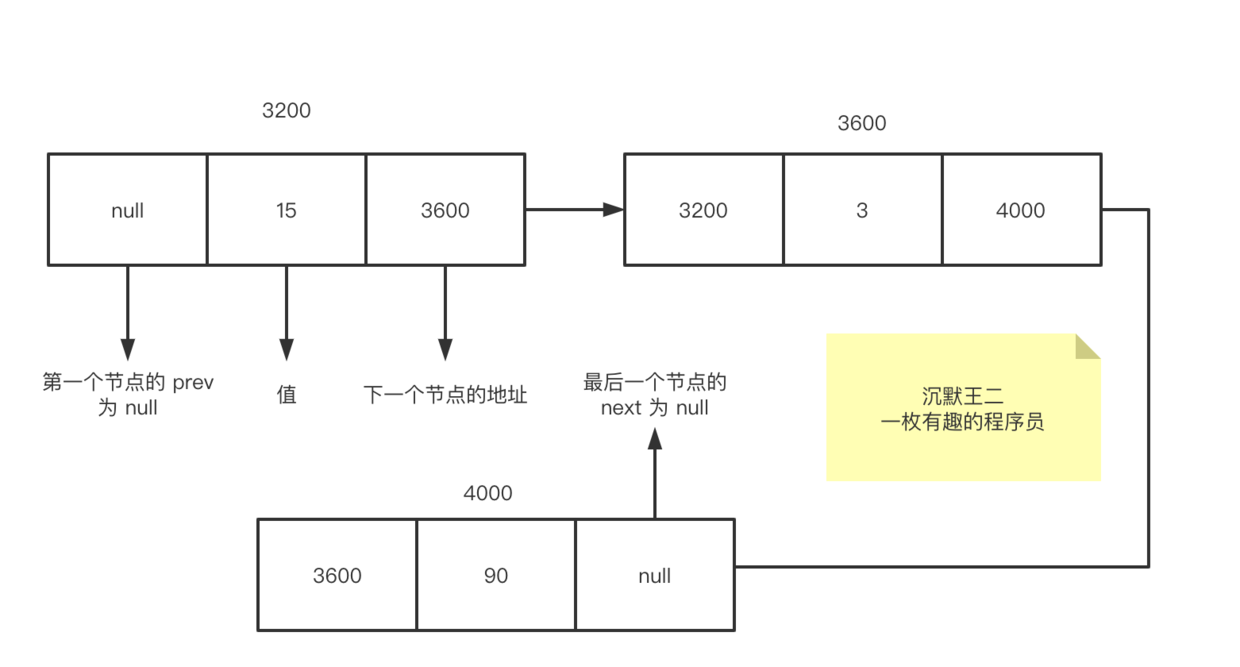 3200
3600
null
15
3600
3200
3
4000
第一个节点的 prev
为 null
值
下一个节点的地址
最后一个节点的
next 为 null
沉默王二
一枚有趣的程序员
4000
3600
90
null